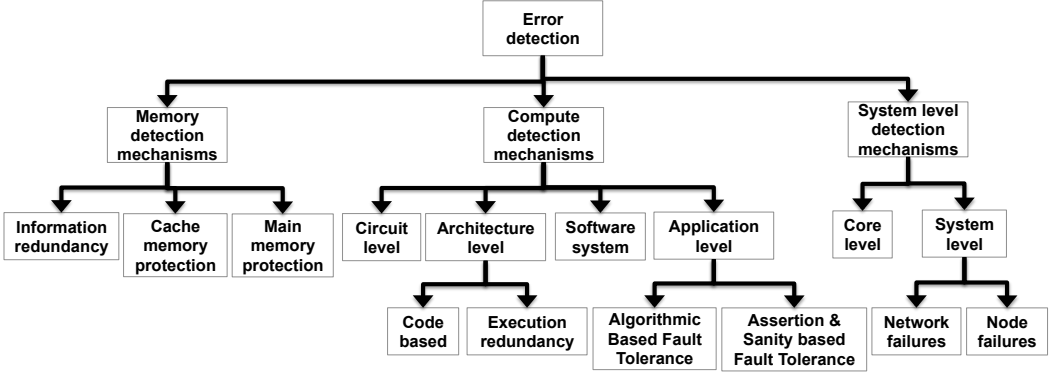 Error
detection
Memory
detection
mechanisms
Compute
detection
mechanisms
System level
detection
mechanisms
Information
redundancy
Cache
memory
protection
Main
memory
protection
Circuit
level
Architecture
level
Software
system
Application
level
Core
level
System
level
Code
based
Execution
redundancy
Algorithmic
Based Fault
Tolerance
Assertion &
Sanity based
Fault Tolerance
Network
failures
Node
failures